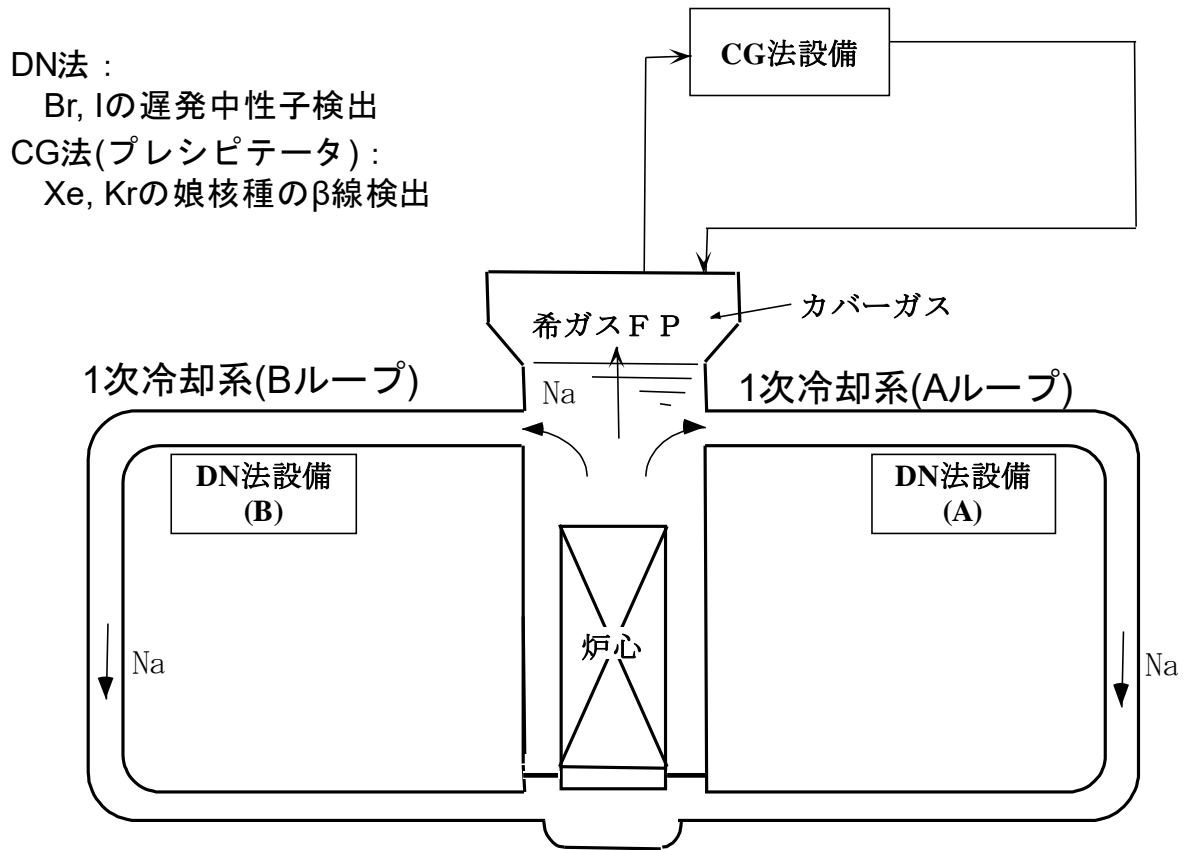 DN法：
Br, Iの遅発中性子検出
CG法(プレシピテータ)：
Xe, Krの娘核種のβ線検出
CG法設備
カバーガス
希ガスＦＰ
1次冷却系(Bループ)
Na
1次冷却系(Aループ)
DN法設備
(B)
DN法設備
(A)
炉心
Na
Na